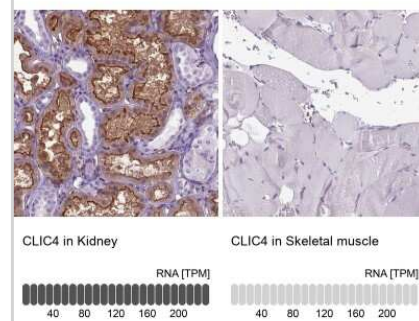 CLIC4 in Kidney
RNA [TPM]
40 80 120 160 200
CLIC4 in Skeletal muscle
RNA [TPM]
40 80 120 160 200